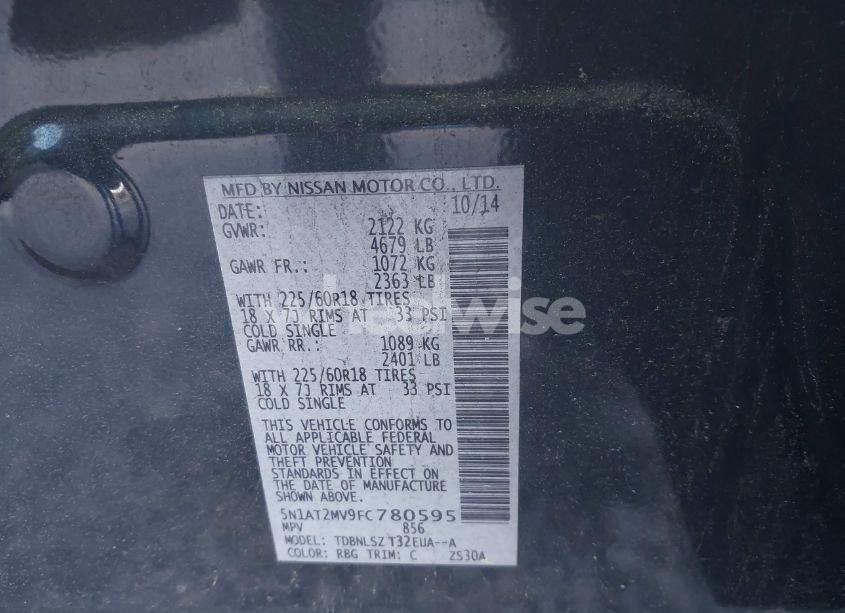 MFD BY NISSAN MOTOR CO., LTD.
DATE: 10/14
GVWR: 2122 KG
4679 LB
GAWR FR.: 1072 KG
2363 LB
WITH 225/60R18 TIRES
18 X 7J RIMS AT 33 PSI
COLD SINGLE
GAWR RR.: 1089 KG
2401 LB
WITH 225/60R18 TIRES
18 X 7J RIMS AT 33 PSI
COLD SINGLE
THIS VEHICLE CONFORMS TO
ALL APPLICABLE FEDERAL
MOTOR VEHICLE SAFETY AND
THEFT PREVENTION
STANDARDS IN EFFECT ON
THE DATE OF MANUFACTURE
SHOWN ABOVE.
5N1AT2MV9FC780595
MPV 856
MODEL: TDBNLSZ T32EUA--A
COLOR: RBG TRIM: C ZS30A
wheelwise